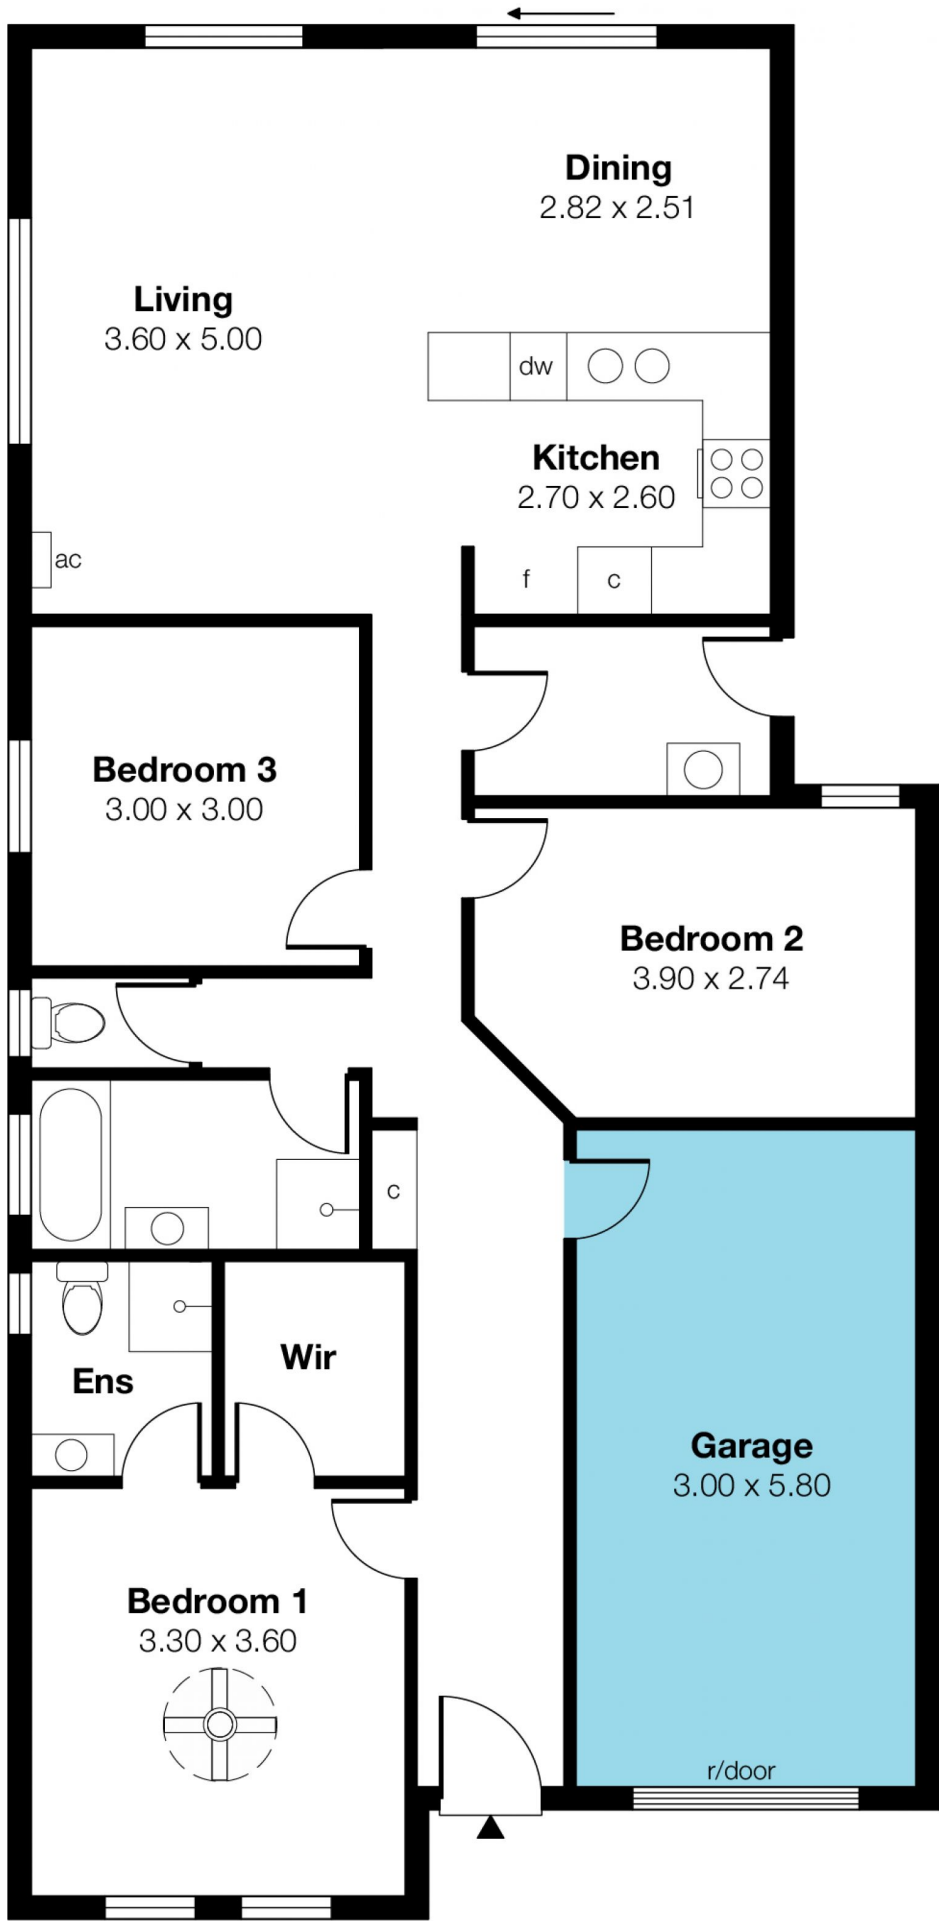 Dining
2.82 x 2.51
Living
3.60 x 5.00
dw
Kitchen
2.70 x 2.60
ac
f
c
Bedroom 3
3.00 x 3.00
Bedroom 2
3.90 x 2.74
c
Wir
Ens
Garage
3.00 x 5.80
Bedroom 1
3.30 x 3.60
r/door